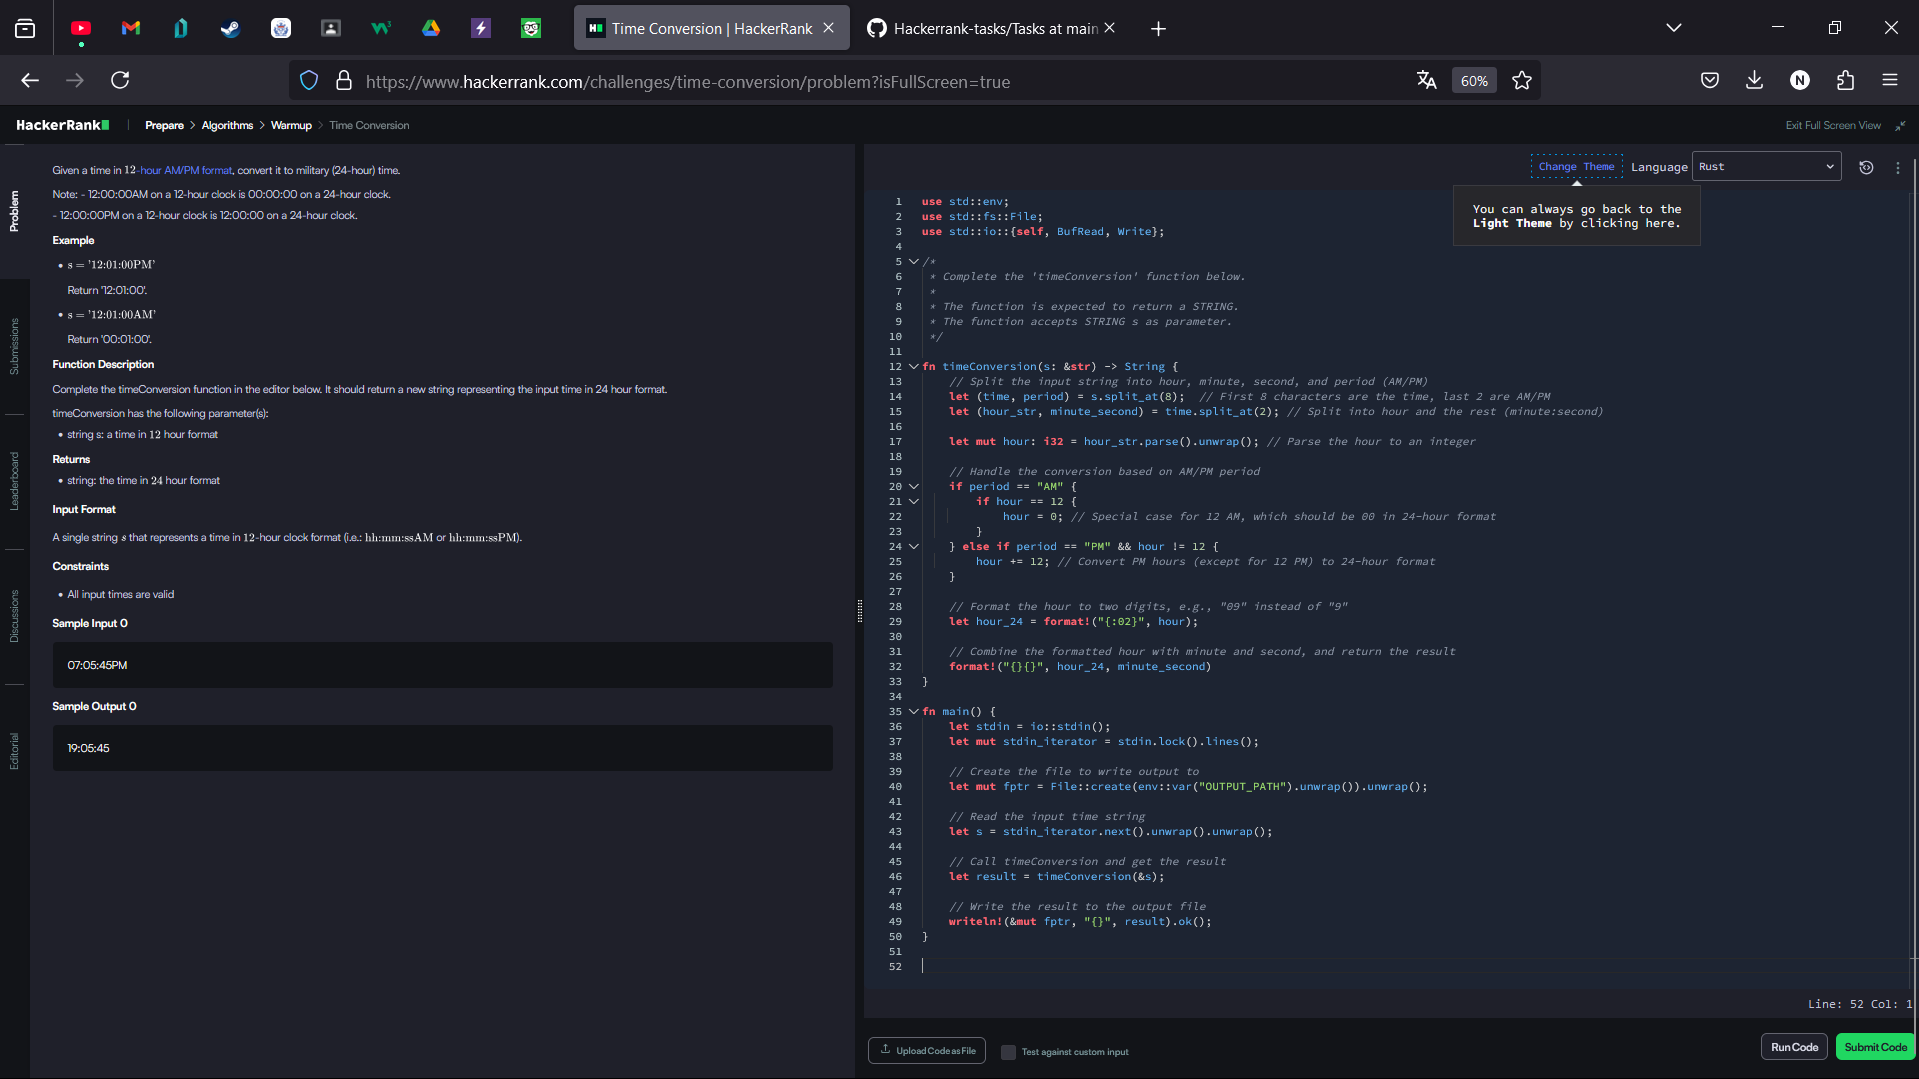 Time Conversion | HackerRank
Hackerrank-tasks/Tasks at main
https://www.hackerrank.com/challenges/time-conversion/problem?isFullScreen=true
60%
N
HackerRank
Prepare > Algorithms > Warmup > Time Conversion
Exit Full Screen View
Problem
Submissions
Leaderboard
Discussions
Editorial
Given a time in 12-hour AM/PM format, convert it to military (24-hour) time.
Note: - 12:00:00AM on a 12-hour clock is 00:00:00 on a 24-hour clock.
- 12:00:00PM on a 12-hour clock is 12:00:00 on a 24-hour clock.
Example
• s = '12:01:00PM'
Return '12:01:00'.
• s = '12:01:00AM'
Return '00:01:00'.
Function Description
Complete the timeConversion function in the editor below. It should return a new string representing the input time in 24 hour format.
timeConversion has the following parameter(s):
• string s: a time in 12 hour format
Returns
• string: the time in 24 hour format
Input Format
A single string s that represents a time in 12-hour clock format (i.e.: hh:mm:ssAM or hh:mm:ssPM).
Constraints
• All input times are valid
Sample Input 0
07:05:45PM
Sample Output 0
19:05:45
Change Theme Language Rust
You can always go back to the
Light Theme by clicking here.
1 use std::env;
2 use std::fs::File;
3 use std::io::{self, BufRead, Write};
4
5 /*
6 * Complete the 'timeConversion' function below.
7 *
8 * The function is expected to return a STRING.
9 * The function accepts STRING s as parameter.
10 */
11
12 fn timeConversion(s: &str) -> String {
13 // Split the input string into hour, minute, second, and period (AM/PM)
14 let (time, period) = s.split_at(8); // First 8 characters are the time, last 2 are AM/PM
15 let (hour_str, minute_second) = time.split_at(2); // Split into hour and the rest (minute:second)
16
17 let mut hour: i32 = hour_str.parse().unwrap(); // Parse the hour to an integer
18
19 // Handle the conversion based on AM/PM period
20 if period == "AM" {
21 if hour == 12 {
22 hour = 0; // Special case for 12 AM, which should be 00 in 24-hour format
23 }
24 } else if period == "PM" && hour != 12 {
25 hour += 12; // Convert PM hours (except for 12 PM) to 24-hour format
26 }
27
28 // Format the hour to two digits, e.g., "09" instead of "9"
29 let hour_24 = format!("{:02}", hour);
30
31 // Combine the formatted hour with minute and second, and return the result
32 format!("{}{}", hour_24, minute_second)
33 }
34
35 fn main() {
36 let stdin = io::stdin();
37 let mut stdin_iterator = stdin.lock().lines();
38
39 // Create the file to write output to
40 let mut fptr = File::create(env::var("OUTPUT_PATH").unwrap()).unwrap();
41
42 // Read the input time string
43 let s = stdin_iterator.next().unwrap().unwrap();
44
45 // Call timeConversion and get the result
46 let result = timeConversion(&s);
47
48 // Write the result to the output file
49 writeln!(&mut fptr, "{}", result).ok();
50 }
51
52
Line: 52 Col: 1
Upload Code as File
Test against custom input
Run Code
Submit Code